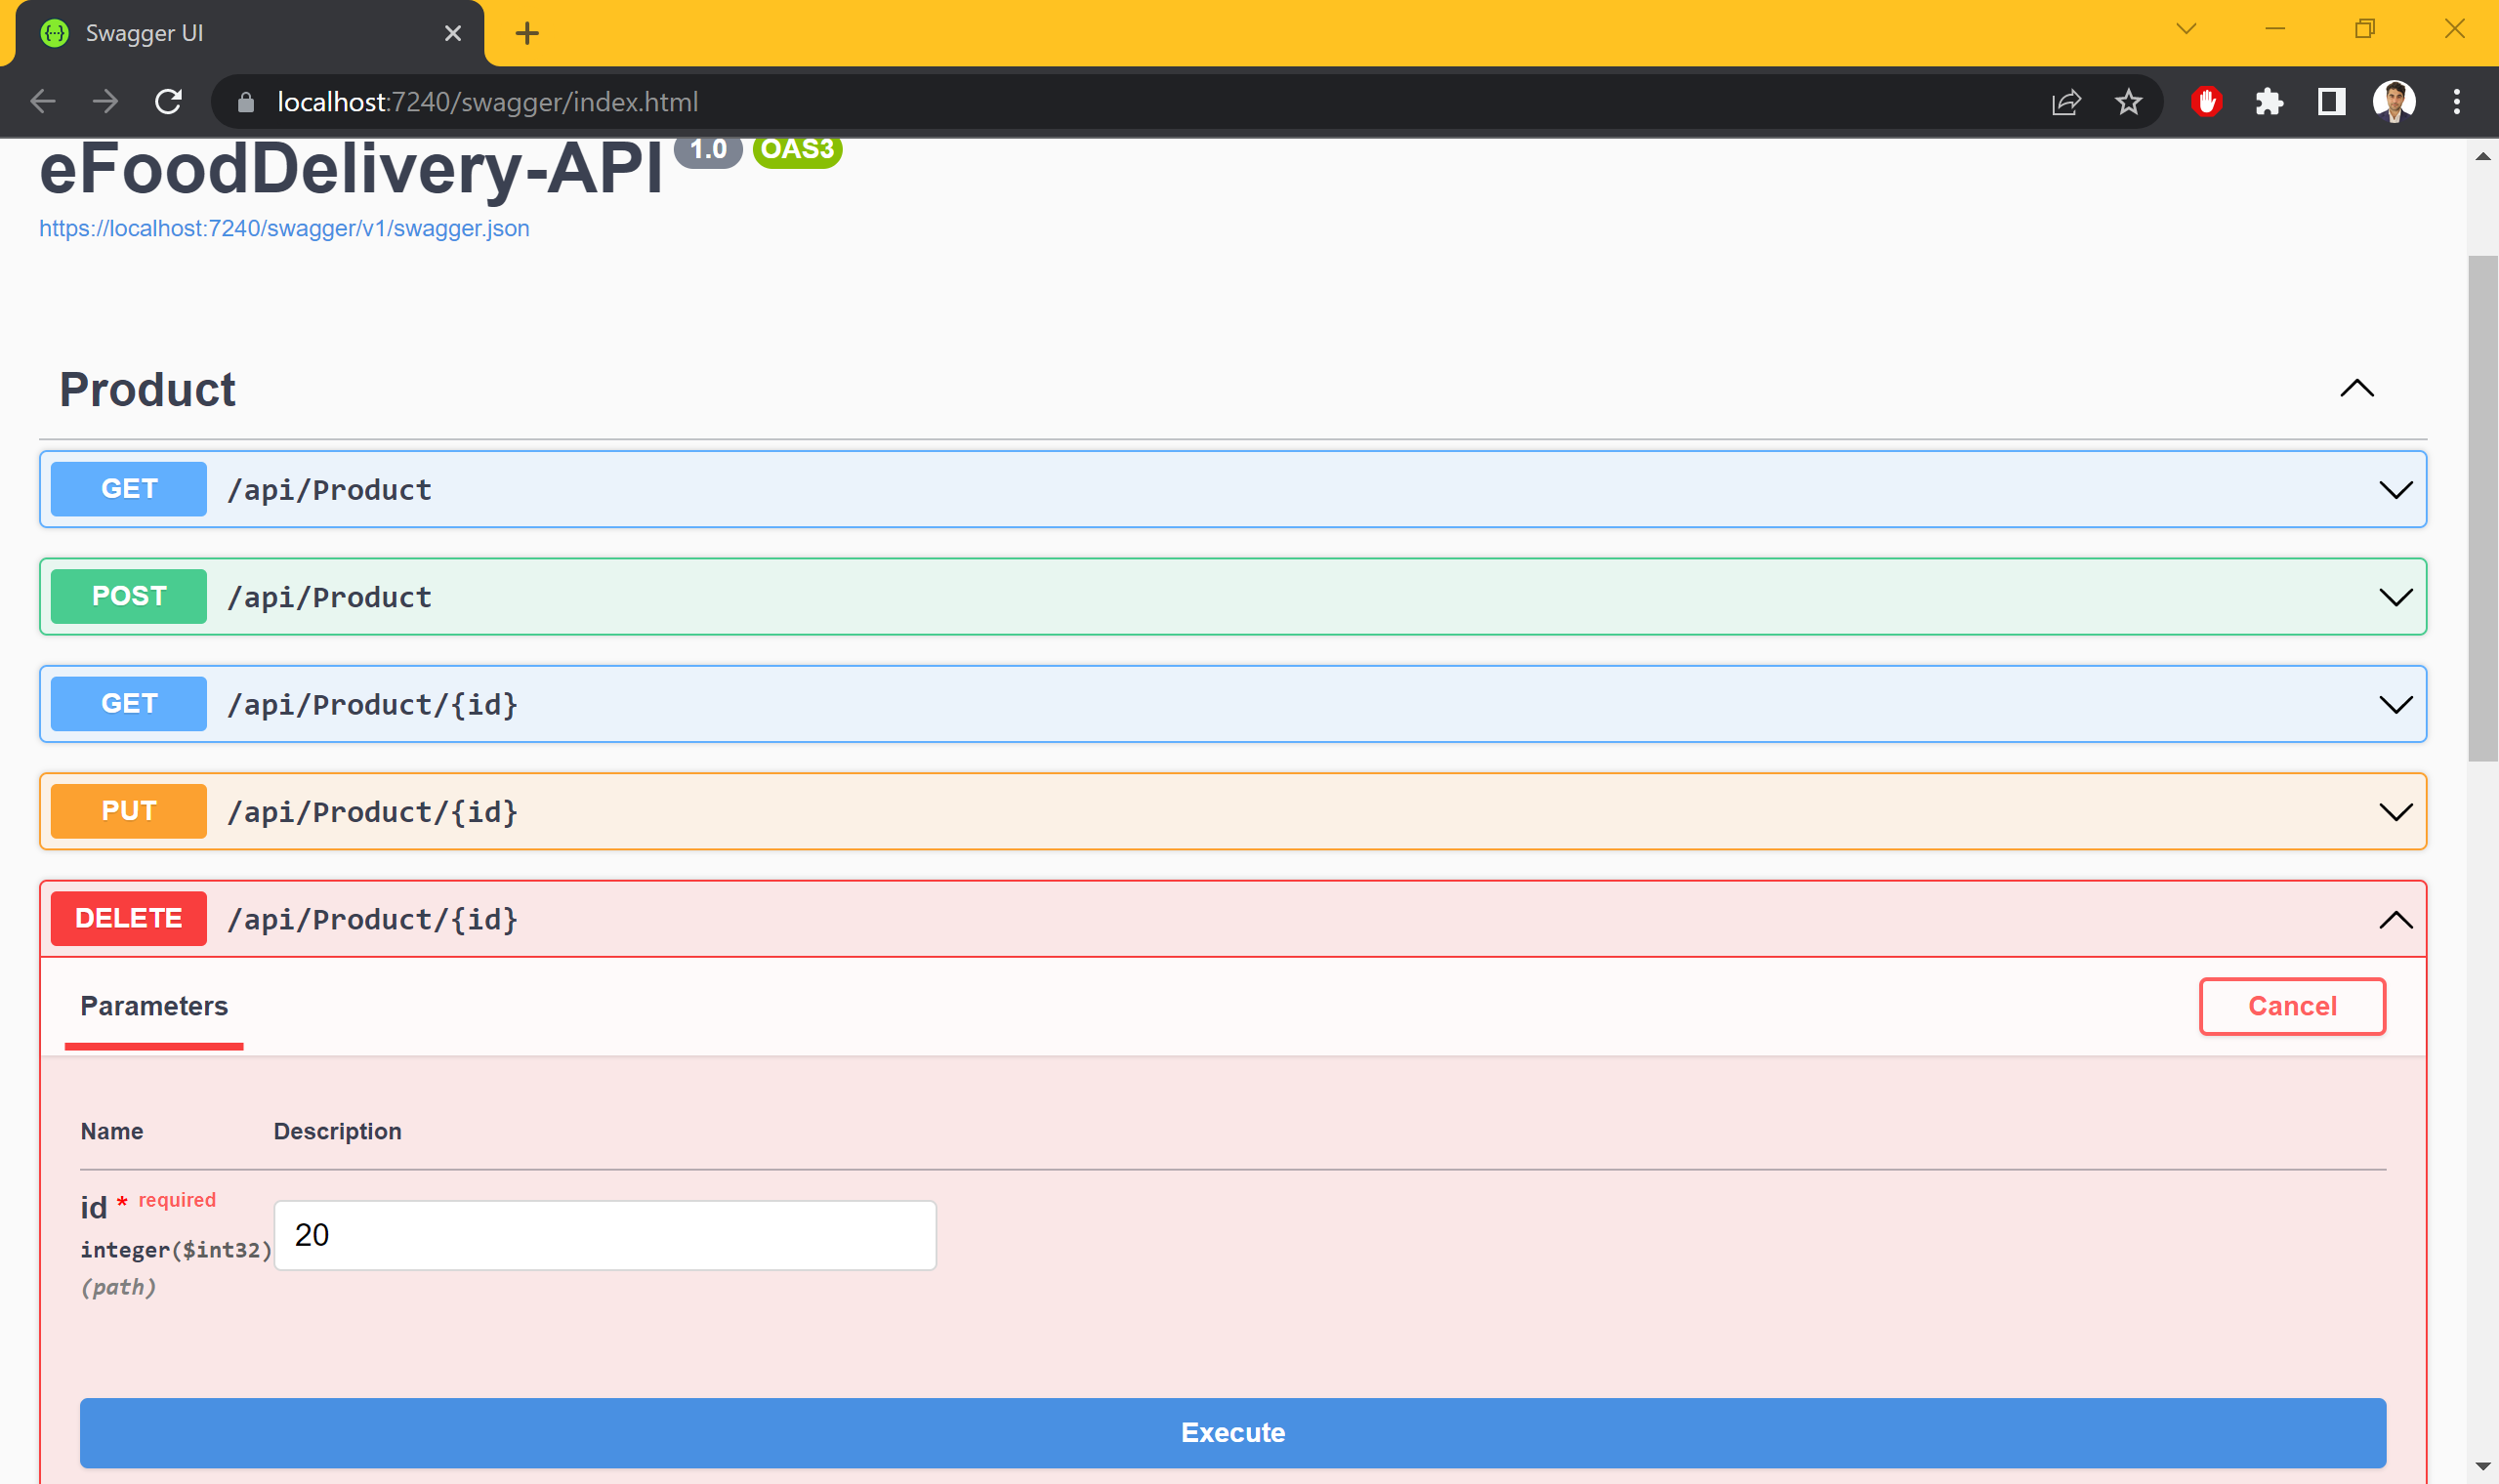 Swagger UI
localhost:7240/swagger/index.html
eFoodDelivery-API 1.0 OAS3
https://localhost:7240/swagger/v1/swagger.json
Product
GET /api/Product
POST /api/Product
GET /api/Product/{id}
PUT /api/Product/{id}
DELETE /api/Product/{id}
Parameters Cancel
Name Description
id * required
20
integer($int32)
(path)
Execute